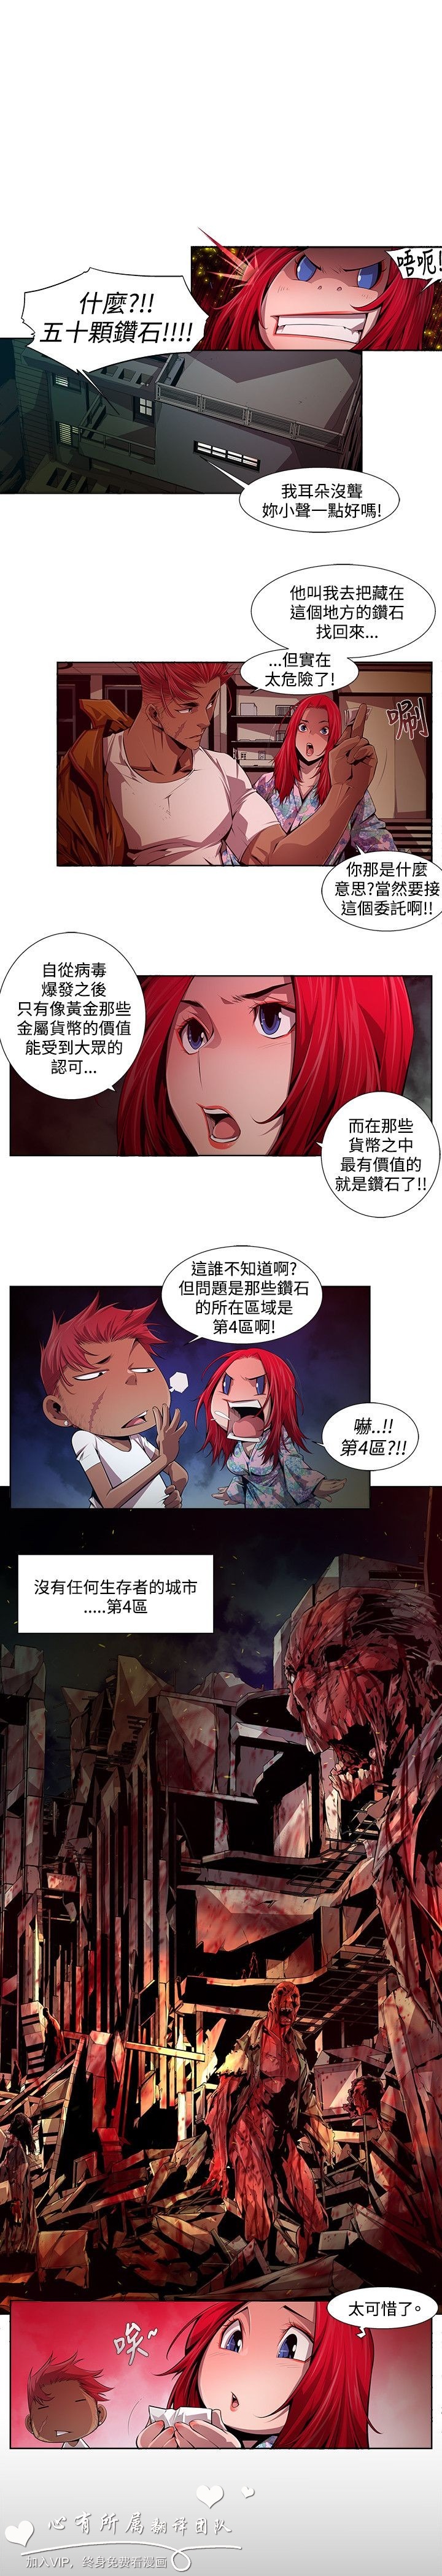 唔呃!
什麼?!!
五十顆鑽石!!!!
我耳朵沒聾
妳小聲一點好嗎!
他叫我去把藏在
這個地方的鑽石
找回來...
...但實在
太危險了!
唰
你那是什麼
意思?當然要接
這個委託啊!!
自從病毒
爆發之後
只有像黃金那些
金屬貨幣的價值
能受到大眾的
認可...
而在那些
貨幣之中
最有價值的
就是鑽石了!!
這誰不知道啊?
但問題是那些鑽石
的所在區域是
第4區啊!
嚇..!!
第4區?!!
沒有任何生存者的城市
.....第4區
太可惜了。
唉~
心有所属翻译团队
加入VIP，终身免费看漫画